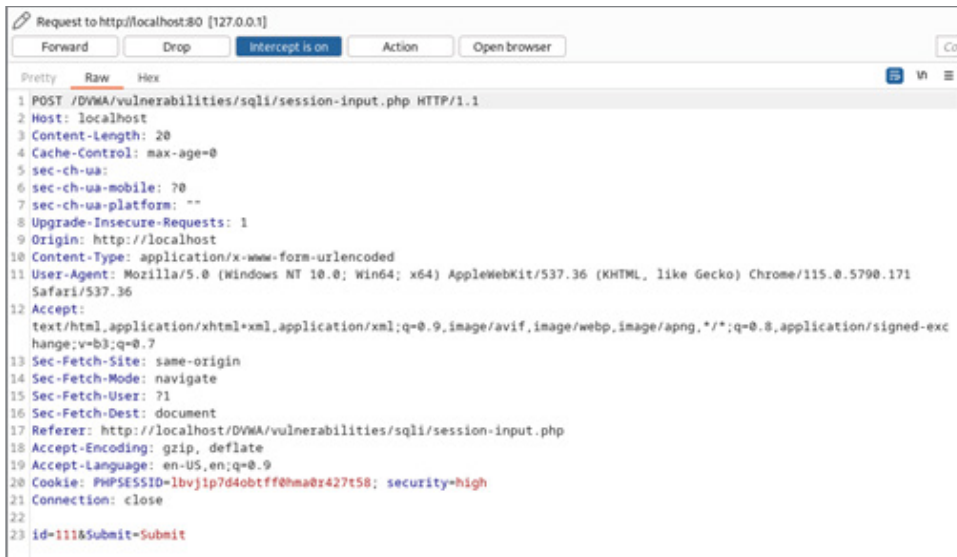 Request to http://localhost:80 [127.0.0.1]
Forward Drop Intercept is on Action Open browser
Pretty Raw Hex \n
1 POST /DVWA/vulnerabilities/sqli/session-input.php HTTP/1.1
2 Host: localhost
3 Content-Length: 20
4 Cache-Control: max-age=0
5 sec-ch-ua:
6 sec-ch-ua-mobile: ?0
7 sec-ch-ua-platform: ""
8 Upgrade-Insecure-Requests: 1
9 Origin: http://localhost
10 Content-Type: application/x-www-form-urlencoded
11 User-Agent: Mozilla/5.0 (Windows NT 10.0; Win64; x64) AppleWebKit/537.36 (KHTML, like Gecko) Chrome/115.0.5790.171
Safari/537.36
12 Accept:
text/html,application/xhtml+xml,application/xml;q=0.9,image/avif,image/webp,image/apng,*/*;q=0.8,application/signed-exc
hange;v=b3;q=0.7
13 Sec-Fetch-Site: same-origin
14 Sec-Fetch-Mode: navigate
15 Sec-Fetch-User: ?1
16 Sec-Fetch-Dest: document
17 Referer: http://localhost/DVWA/vulnerabilities/sqli/session-input.php
18 Accept-Encoding: gzip, deflate
19 Accept-Language: en-US,en;q=0.9
20 Cookie: PHPSESSID=lbvj1p7d4obtff0hma0r427t58; security=high
21 Connection: close
22
23 id=111&Submit=Submit